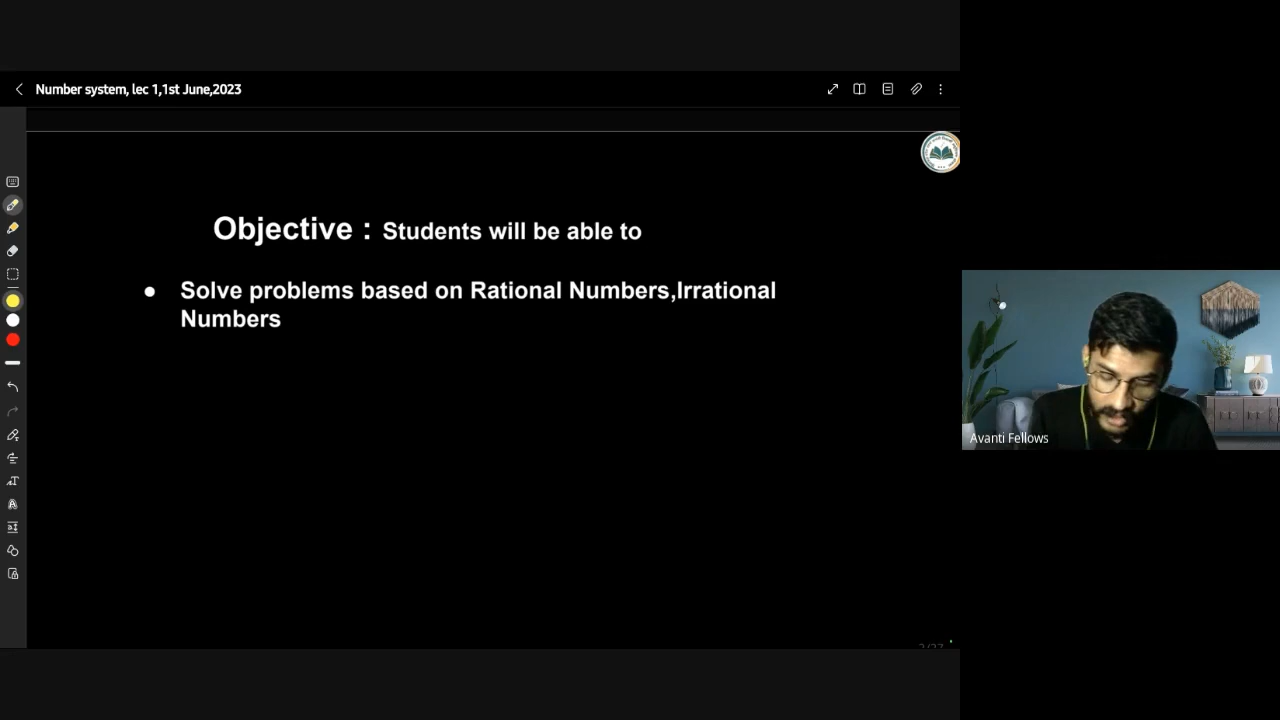 Number system, lec 1,1st June,2023
Objective : Students will be able to
● Solve problems based on Rational Numbers,Irrational
Numbers
Avanti Fellows